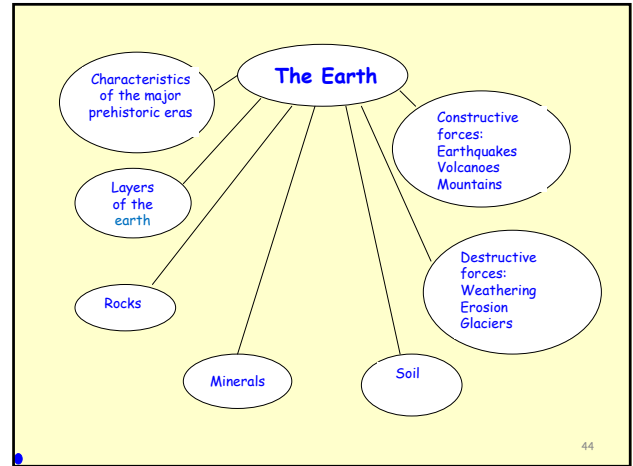 The Earth
Characteristics
of the major
prehistoric eras
Constructive
forces:
Earthquakes
Volcanoes
Mountains
Layers
of the
earth
Destructive
forces:
Weathering
Erosion
Glaciers
Rocks
Minerals
Soil
44